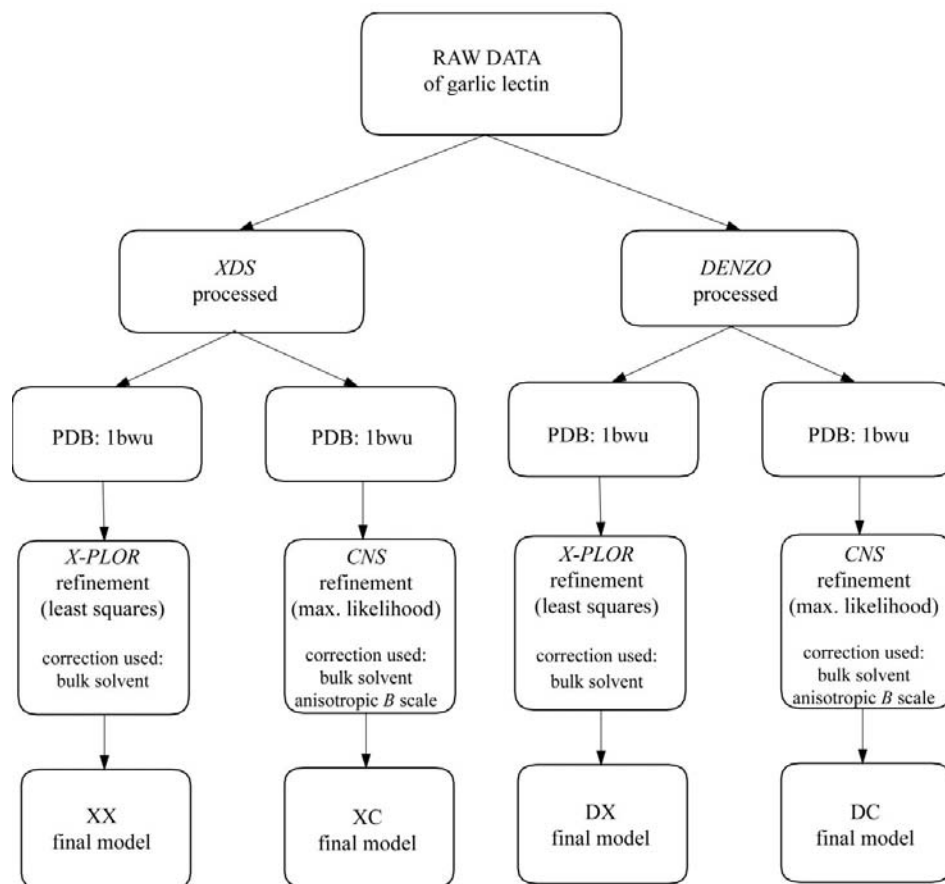 RAW DATA
of garlic lectin
XDS
processed
DENZO
processed
PDB: 1bwu
PDB: 1bwu
PDB: 1bwu
PDB: 1bwu
X-PLOR
refinement
(least squares)
correction used:
bulk solvent
CNS
refinement
(max. likelihood)
correction used:
bulk solvent
anisotropic B scale
X-PLOR
refinement
(least squares)
correction used:
bulk solvent
CNS
refinement
(max. likelihood)
correction used:
bulk solvent
anisotropic B scale
XX
final model
XC
final model
DX
final model
DC
final model